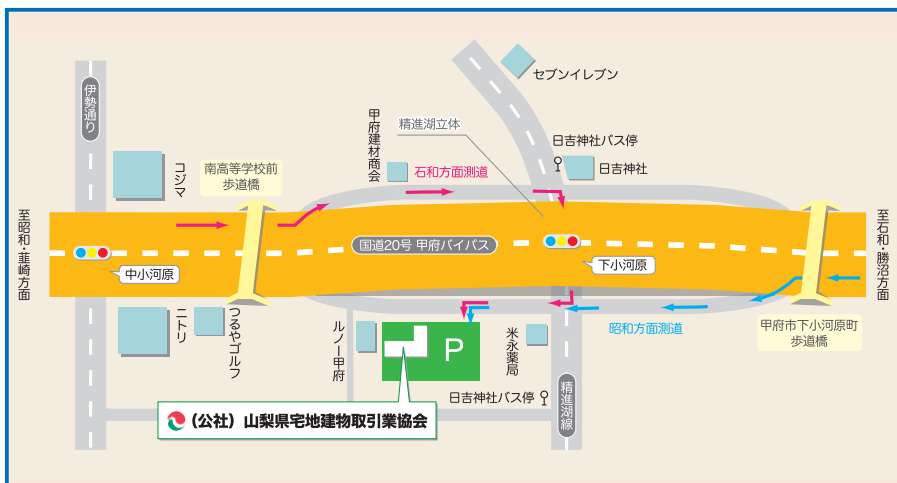 セブンイレブン
伊勢通り
甲府建材商会
精進湖立体
日吉神社バス停
コジマ
南高等学校前
歩道橋
石和方面測道
日吉神社
至昭和・韮崎方面
国道20号 甲府バイパス
至石和・勝沼方面
中小河原
下小河原
ニトリ
つるやゴルフ
ルノー甲府
P
米永薬局
昭和方面測道
甲府市下小河原町
歩道橋
日吉神社バス停
精進湖線
(公社)山梨県宅地建物取引業協会